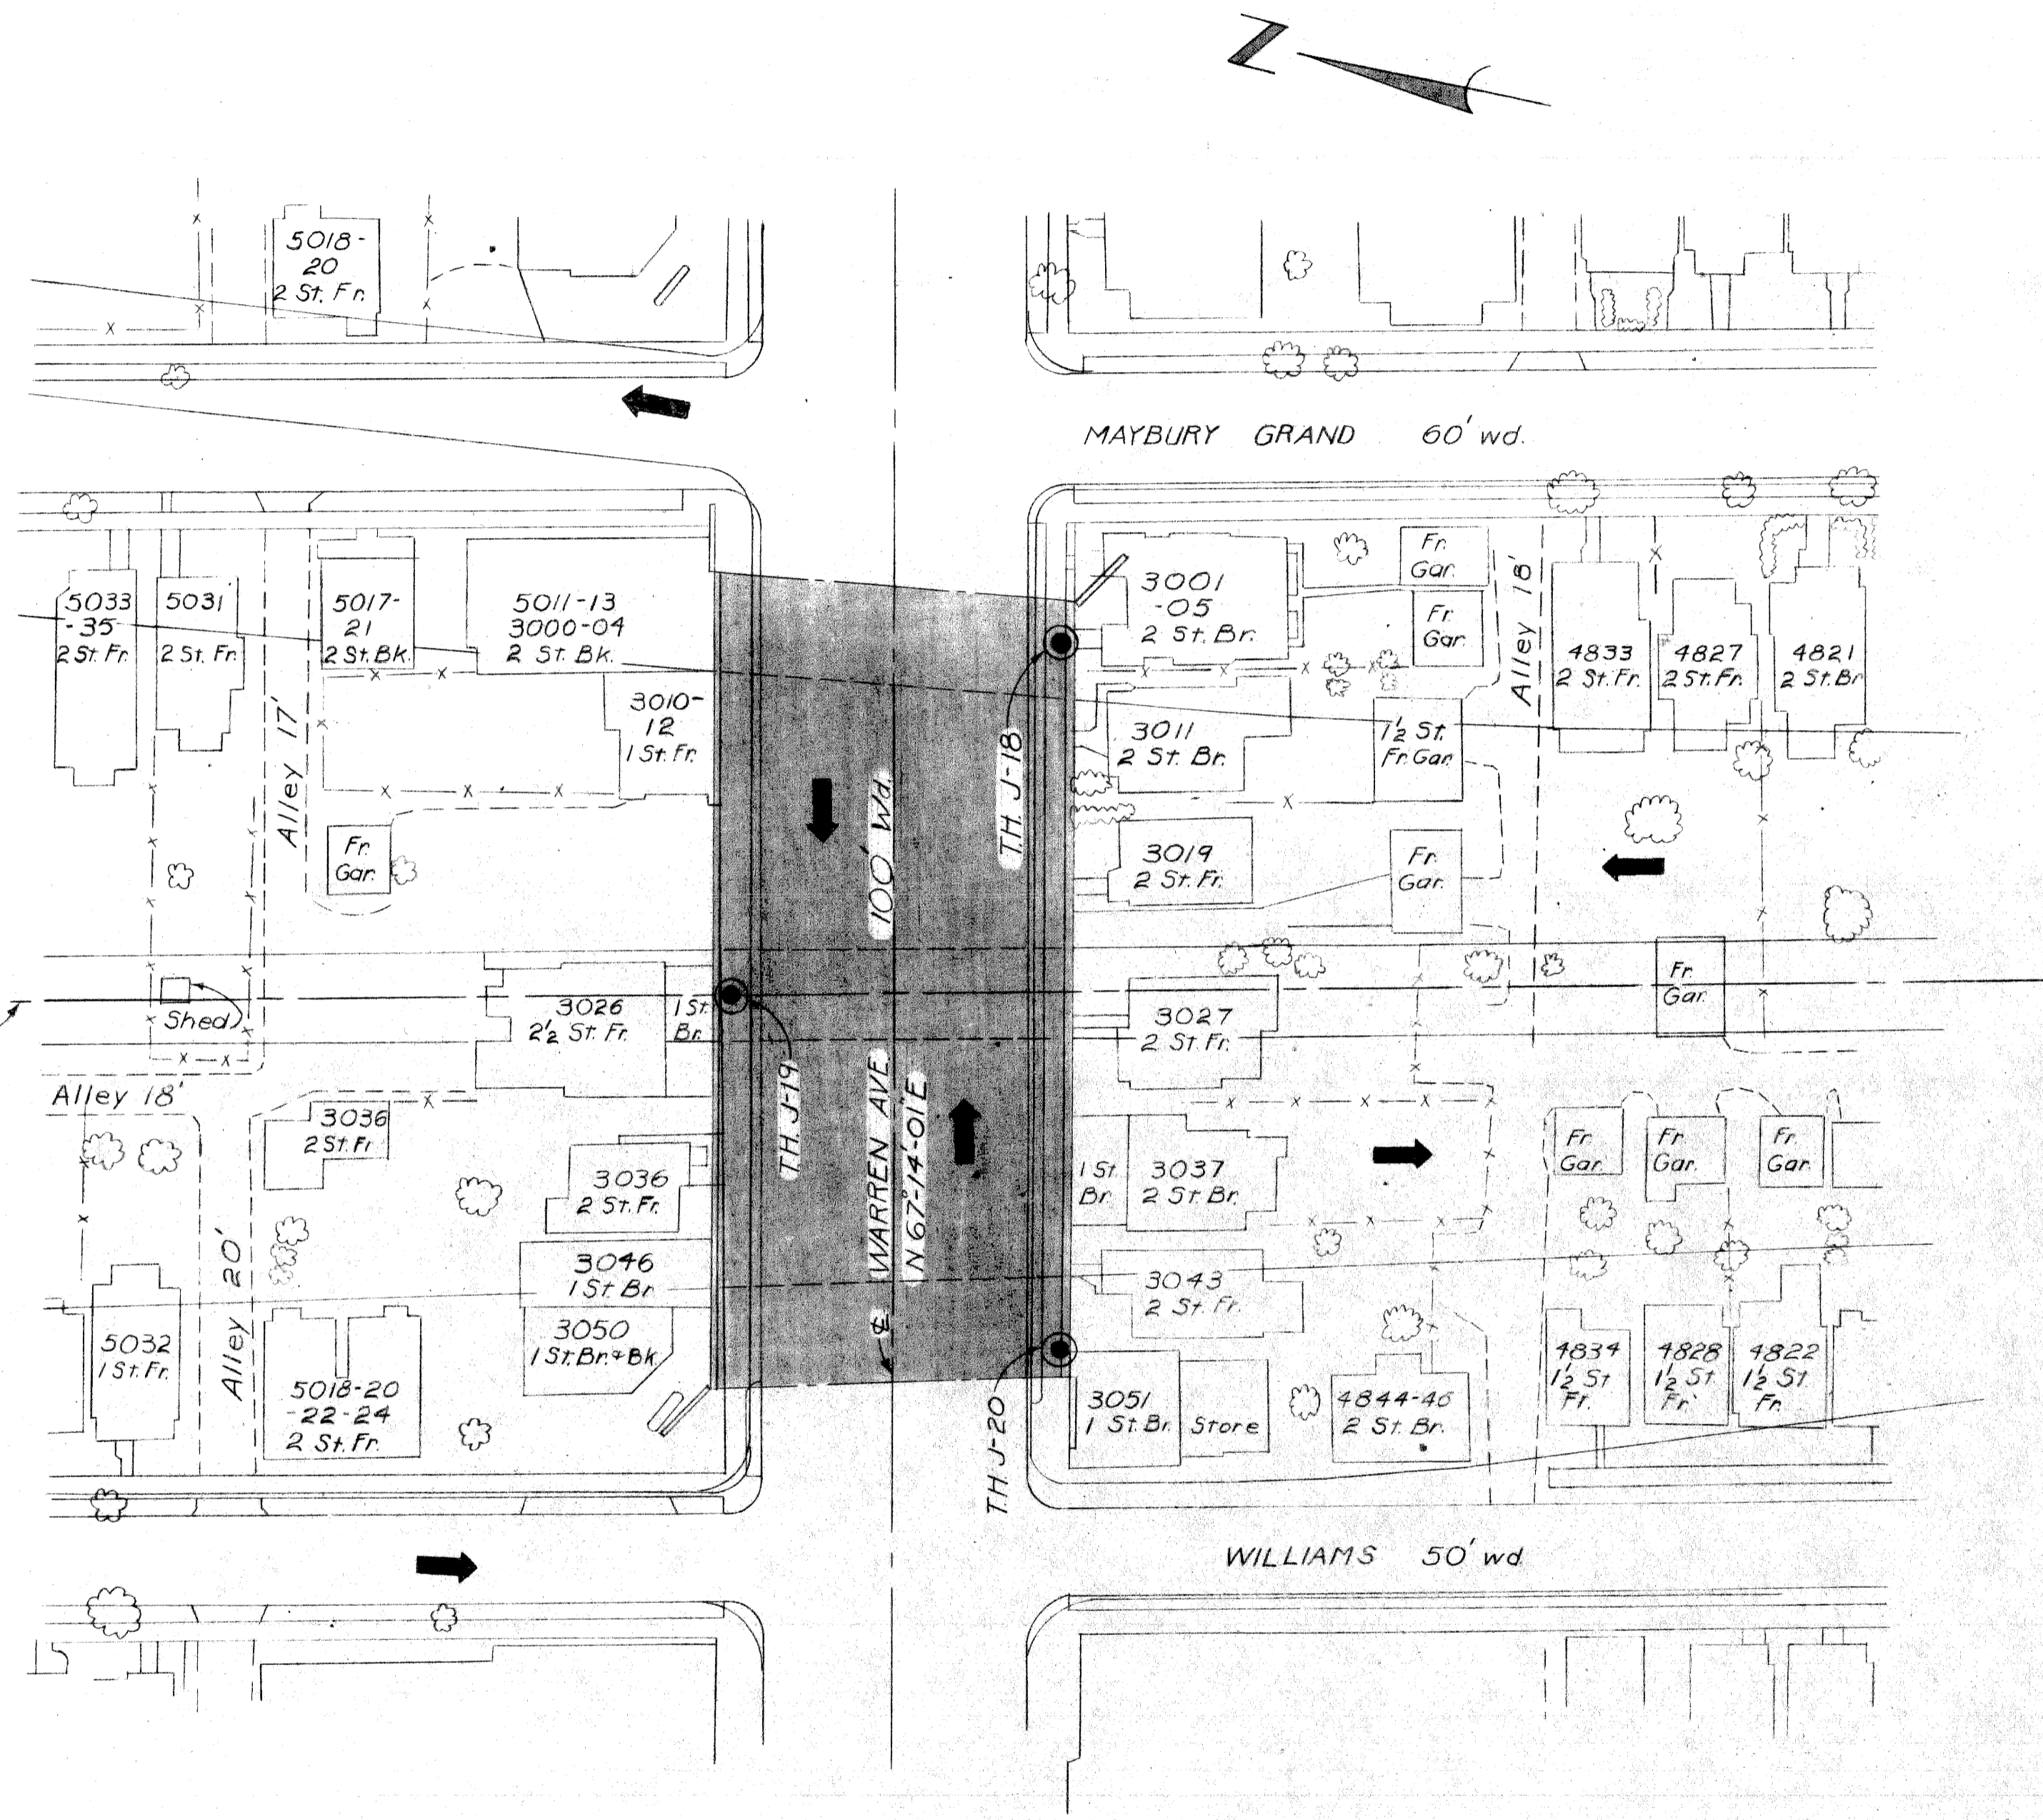 N
5018-
20
2 St. Fr.
MAYBURY GRAND 60' wd.
5033
-35
2 St. Fr.
5031
2 St. Fr.
Alley 17'
5017-
21
2 St. Bk.
5011-13
3000-04
2 St. Bk.
3010-
12
1 St. Fr.
Fr.
Gar.
3001
-05
2 St. Br.
Fr.
Gar.
Fr.
Gar.
Alley 18'
4833
2 St. Fr.
4827
2 St. Fr.
4821
2 St. Br
T.H. J-18
3011
2 St. Br.
1½ St.
Fr. Gar.
100' Wd.
3019
2 St. Fr.
Fr.
Gar.
Shed
3026
2½ St. Fr.
1 St.
Br.
3027
2 St. Fr.
Fr.
Gar.
Alley 18'
3036
2 St. Fr
T.H. J-19
℄ WARREN AVE
N 67°-14'-01" E
3036
2 St. Fr.
1 St.
Br.
3037
2 St. Br.
Fr.
Gar.
Fr.
Gar.
Fr.
Gar.
Alley 20'
3046
1 St Br
3043
2 St. Fr.
5032
1 St. Fr.
5018-20
-22-24
2 St. Fr.
3050
1 St. Br. & Bk.
T.H. J-20
3051
1 St. Br.
Store
4844-46
2 St. Br.
4834
1½ St
Fr.
4828
1½ St
Fr.
4822
1½ St
Fr.
WILLIAMS 50' wd.